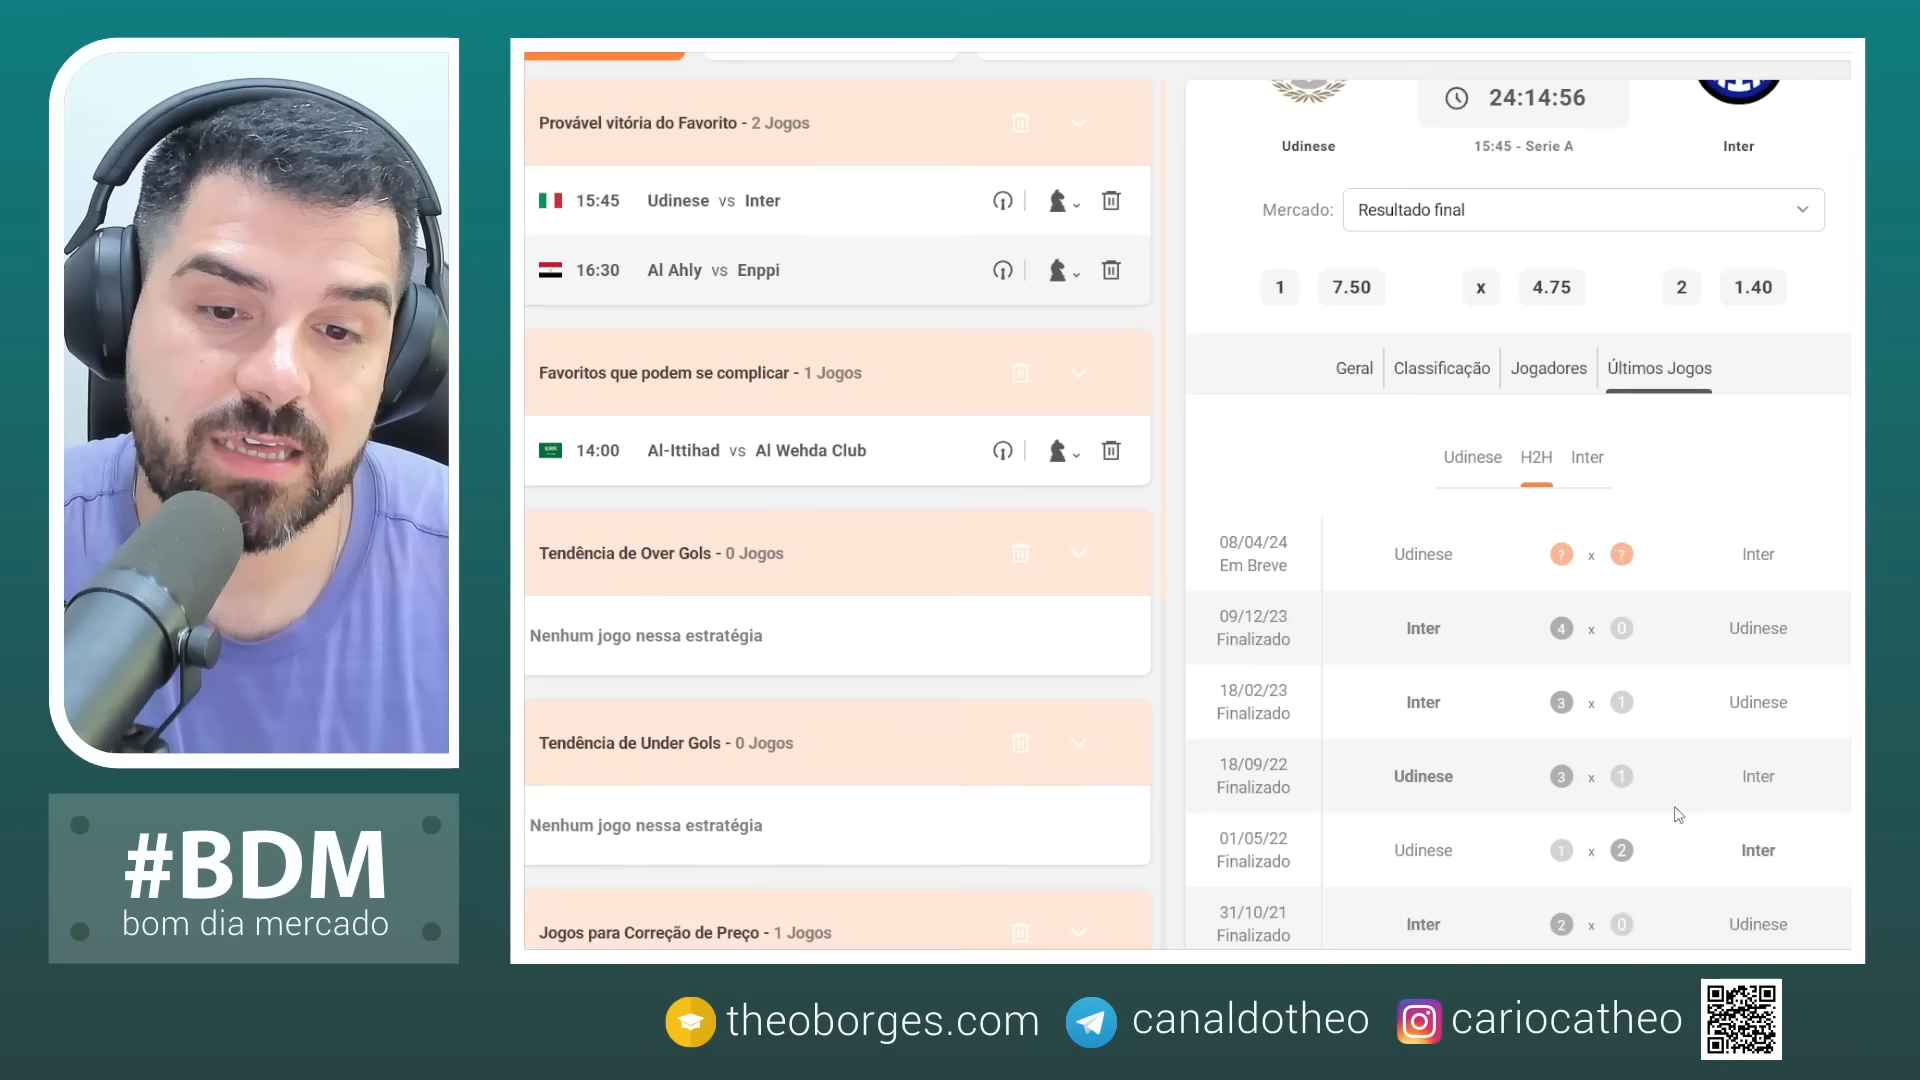 Provável vitória do Favorito - 2 Jogos
15:45 Udinese vs Inter
16:30 Al Ahly vs Enppi
Favoritos que podem se complicar - 1 Jogos
14:00 Al-Ittihad vs Al Wehda Club
Tendência de Over Gols - 0 Jogos
Nenhum jogo nessa estratégia
Tendência de Under Gols - 0 Jogos
Nenhum jogo nessa estratégia
Jogos para Correção de Preço - 1 Jogos
24:14:56
Udinese 15:45 - Serie A Inter
Mercado: Resultado final
1 7.50 x 4.75 2 1.40
Geral Classificação Jogadores Últimos Jogos
Udinese H2H Inter
08/04/24
Em Breve
Udinese ? x ? Inter
09/12/23
Finalizado
Inter 4 x 0 Udinese
18/02/23
Finalizado
Inter 3 x 1 Udinese
18/09/22
Finalizado
Udinese 3 x 1 Inter
01/05/22
Finalizado
Udinese 1 x 2 Inter
31/10/21
Finalizado
Inter 2 x 0 Udinese
#BDM
bom dia mercado
theoborges.com canaldotheo cariocatheo